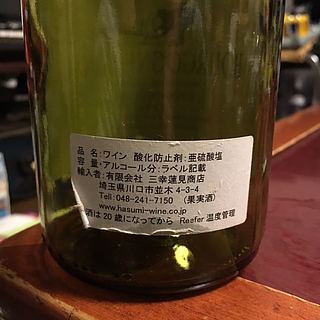 品名:ワイン 酸化防止剤:亜硫酸塩
容量・アルコール分:ラベル記載
輸入者:有限会社 三幸蓮見商店
埼玉県川口市並木 4-3-4
Tell:048-241-7150 (果実酒)
www.hasumi-wine.co.jp
酒は20歳になってから Reefer 温度管理